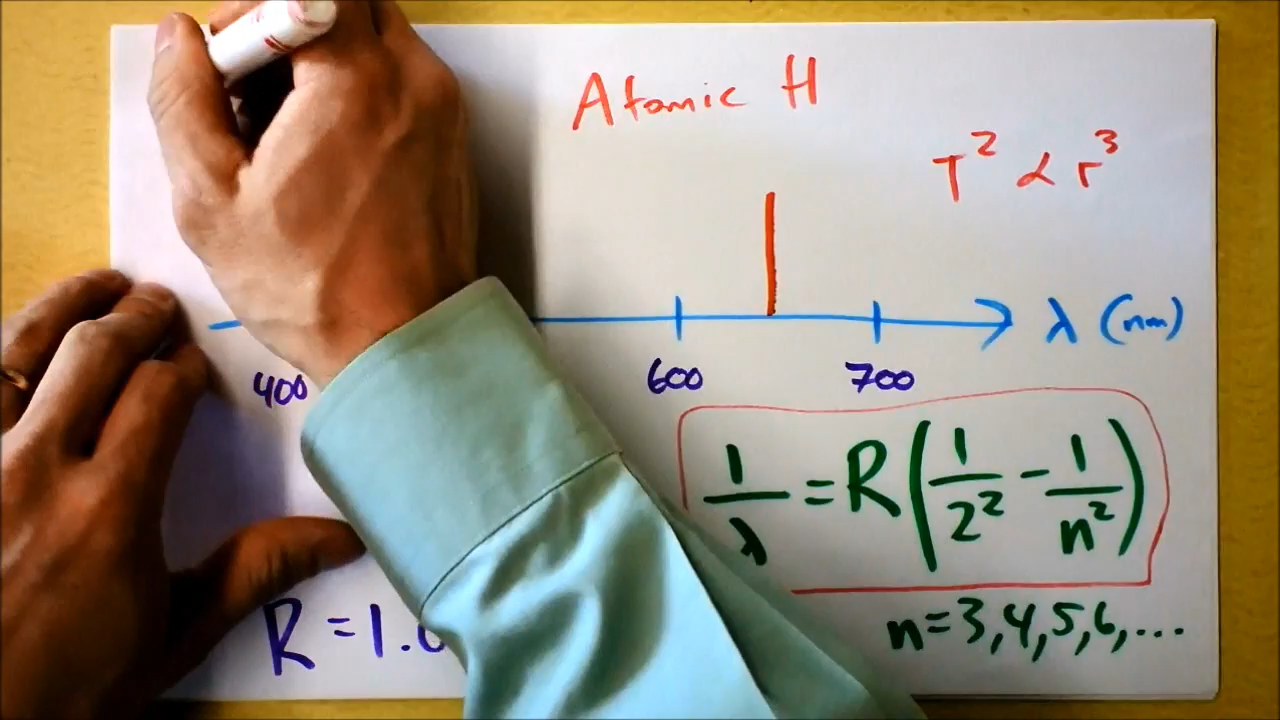 Atomic H
T² ∝ r³
λ (nm)
400 600 700
1/λ = R(1/2² - 1/n²)
R = 1.0
n = 3, 4, 5, 6, ...